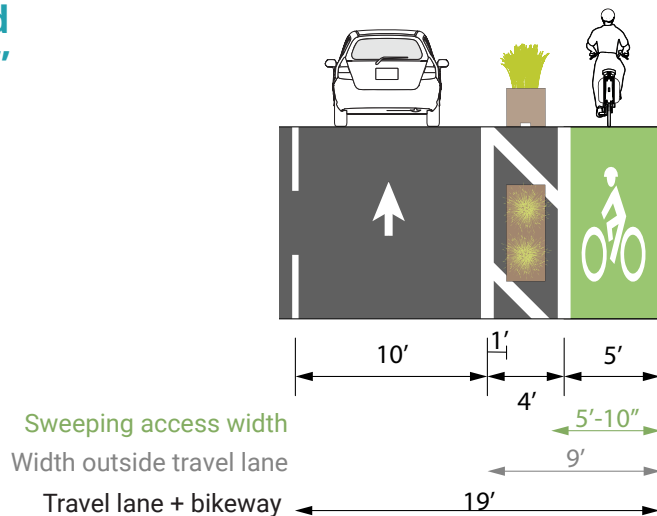 d
’
1’
10’ 5’
4’
Sweeping access width 5’-10”
Width outside travel lane 9’
Travel lane + bikeway 19’